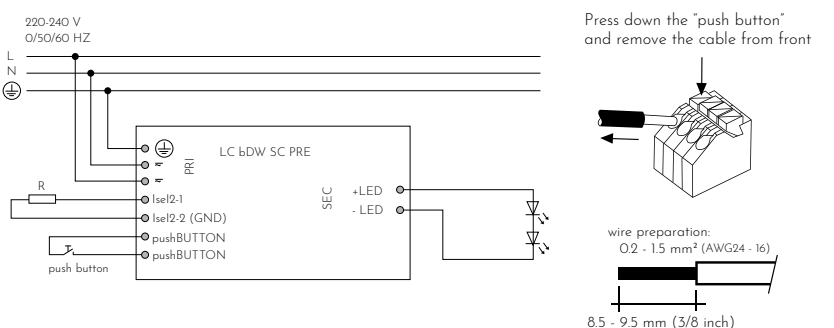 220-240 V
0/50/60 HZ
L
N
LC bDW SC PRE
PRI
R
Isel2-1
Isel2-2 (GND)
pushBUTTON
pushBUTTON
push button
SEC
+LED
- LED
Press down the "push button"
and remove the cable from front
wire preparation:
0.2 - 1.5 mm² (AWG24 - 16)
8.5 - 9.5 mm (3/8 inch)